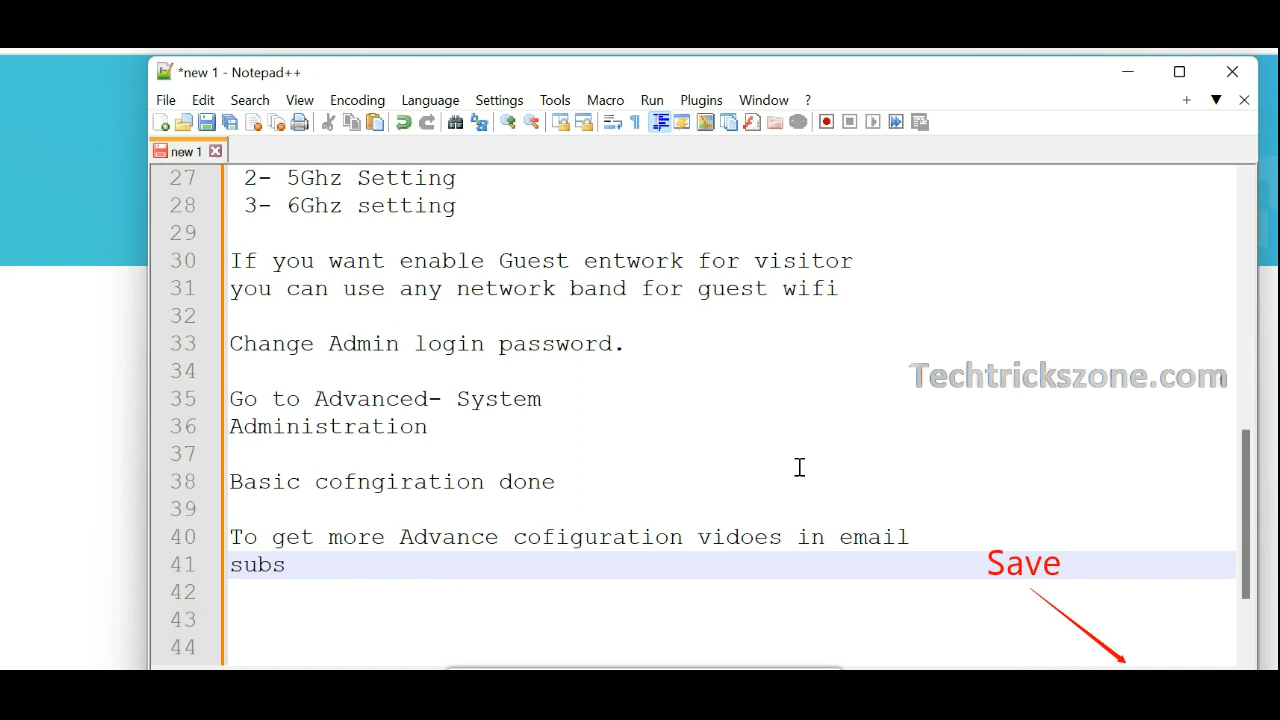 *new 1 - Notepad++
File Edit Search View Encoding Language Settings Tools Macro Run Plugins Window ?
new 1
27 2- 5Ghz Setting
28 3- 6Ghz setting
29
30 If you want enable Guest entwork for visitor
31 you can use any network band for guest wifi
32
33 Change Admin login password.
34
35 Go to Advanced- System
36 Administration
37
38 Basic cofngiration done
39
40 To get more Advance cofiguration vidoes in email
41 subs
42
43
44
Techtrickszone.com
Save